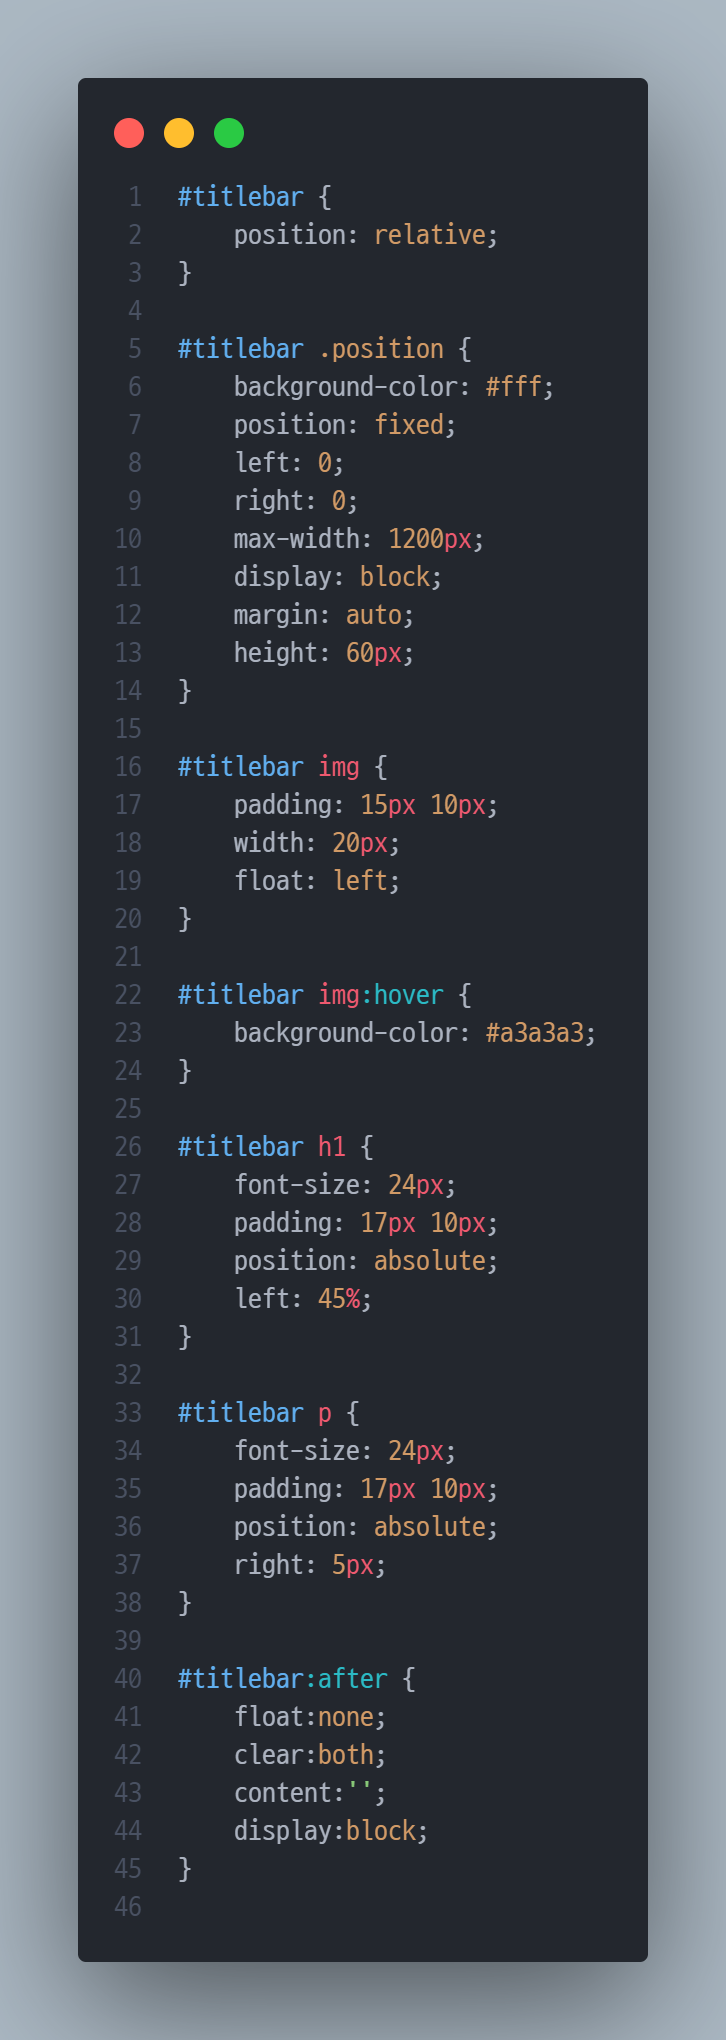 1 #titlebar {
2     position: relative;
3 }
4
5 #titlebar .position {
6     background-color: #fff;
7     position: fixed;
8     left: 0;
9     right: 0;
10     max-width: 1200px;
11     display: block;
12     margin: auto;
13     height: 60px;
14 }
15
16 #titlebar img {
17     padding: 15px 10px;
18     width: 20px;
19     float: left;
20 }
21
22 #titlebar img:hover {
23     background-color: #a3a3a3;
24 }
25
26 #titlebar h1 {
27     font-size: 24px;
28     padding: 17px 10px;
29     position: absolute;
30     left: 45%;
31 }
32
33 #titlebar p {
34     font-size: 24px;
35     padding: 17px 10px;
36     position: absolute;
37     right: 5px;
38 }
39
40 #titlebar:after {
41     float:none;
42     clear:both;
43     content:'';
44     display:block;
45 }
46